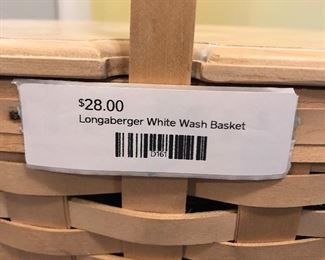 $28.00
Longaberger White Wash Basket
D161